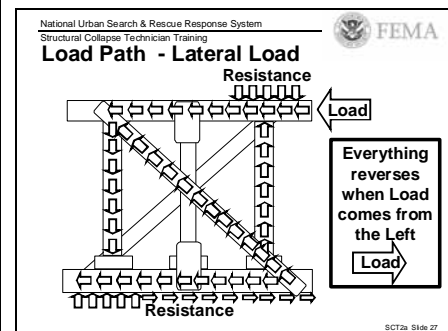 National Urban Search & Rescue Response System
Structural Collapse Technician Training
FEMA
Load Path - Lateral Load
Resistance
Load
Everything
reverses
when Load
comes from
the Left
Load
Resistance
SCT2a Slide 27